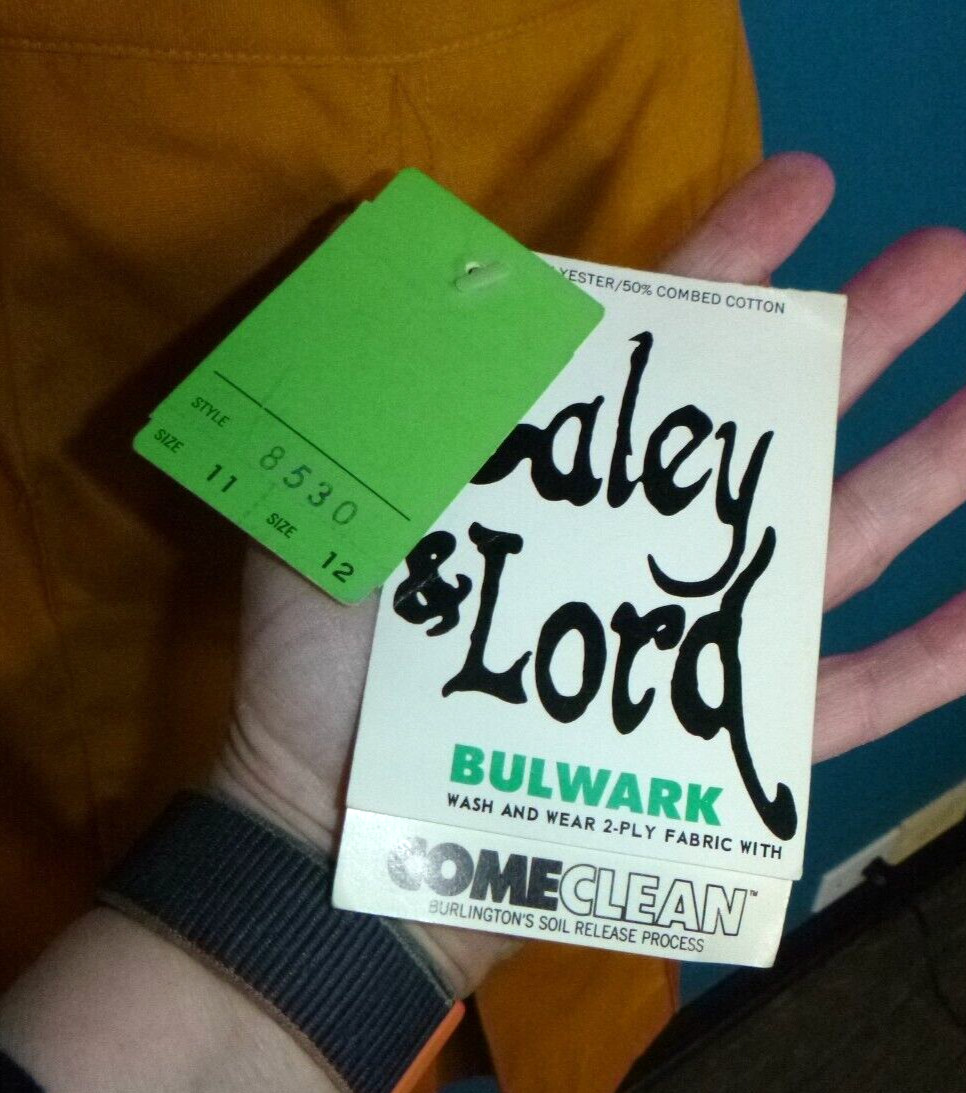 STYLE 8530
SIZE 11 SIZE 12
YESTER/50% COMBED COTTON
aley
& Lord
BULWARK
WASH AND WEAR 2-PLY FABRIC WITH
COMECLEAN™
BURLINGTON'S SOIL RELEASE PROCESS